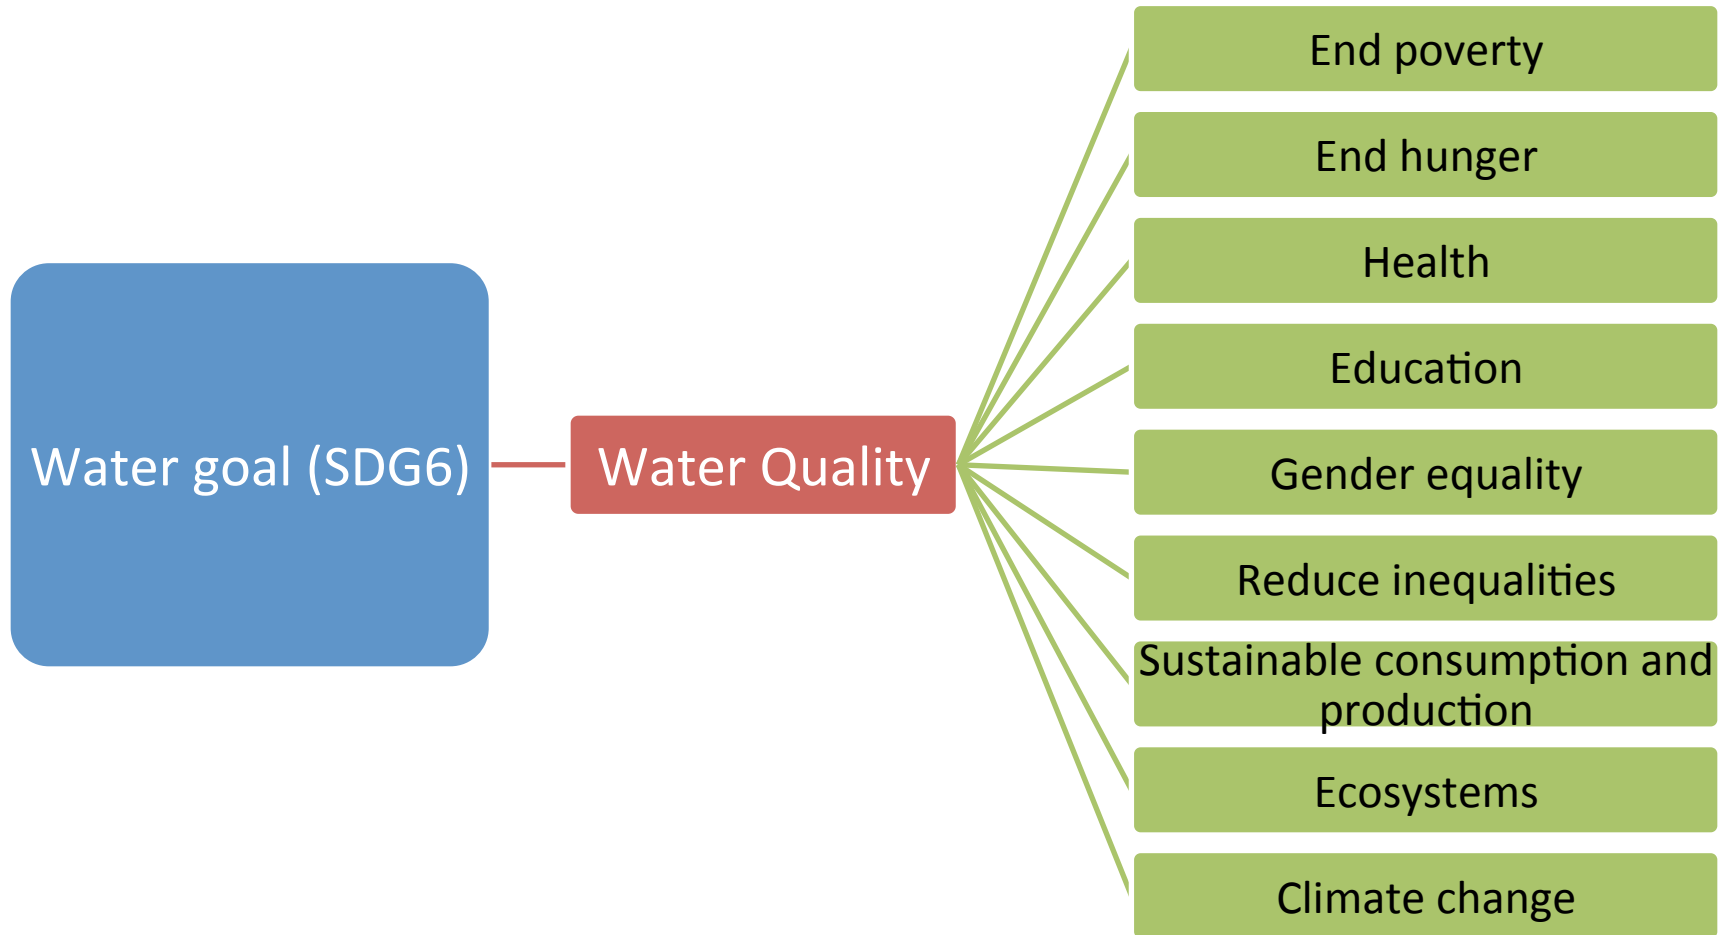 End poverty
End hunger
Health
Education
Water goal (SDG6)
Water Quality
Gender equality
Reduce inequalities
Sustainable consumption and
production
Ecosystems
Climate change